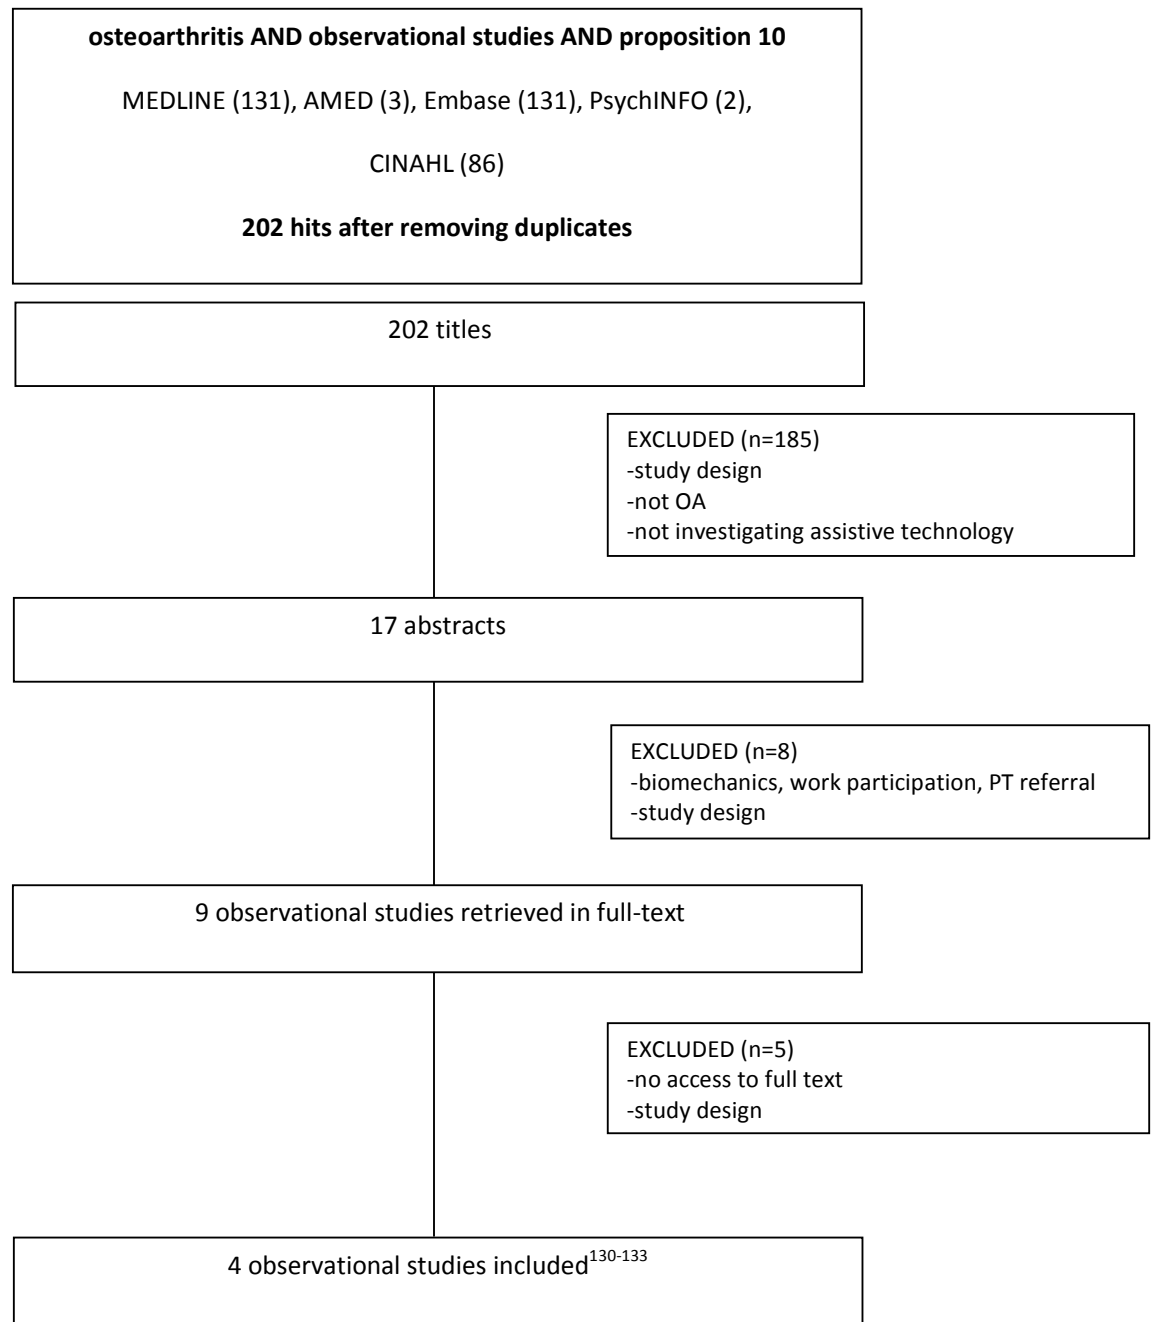 osteoarthritis AND observational studies AND proposition 10
MEDLINE (131), AMED (3), Embase (131), PsychINFO (2),
CINAHL (86)
202 hits after removing duplicates
202 titles
EXCLUDED (n=185)
-study design
-not OA
-not investigating assistive technology
17 abstracts
EXCLUDED (n=8)
-biomechanics, work participation, PT referral
-study design
9 observational studies retrieved in full-text
EXCLUDED (n=5)
-no access to full text
-study design
4 observational studies included130-133